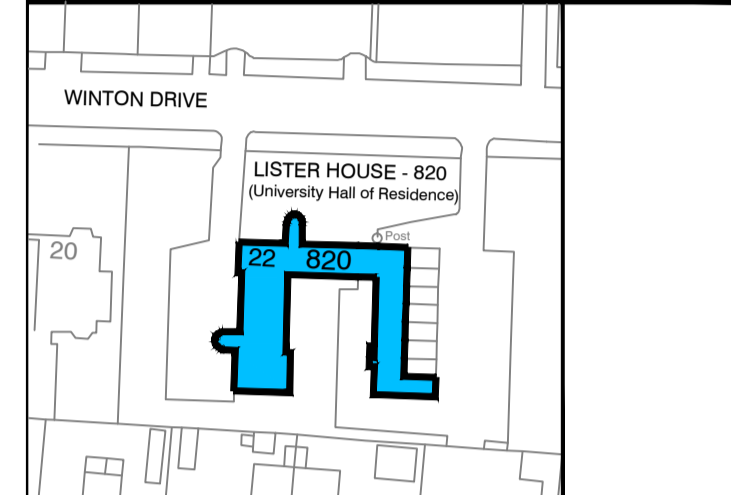 WINTON DRIVE
LISTER HOUSE - 820
(University Hall of Residence)
Post
20
22 820